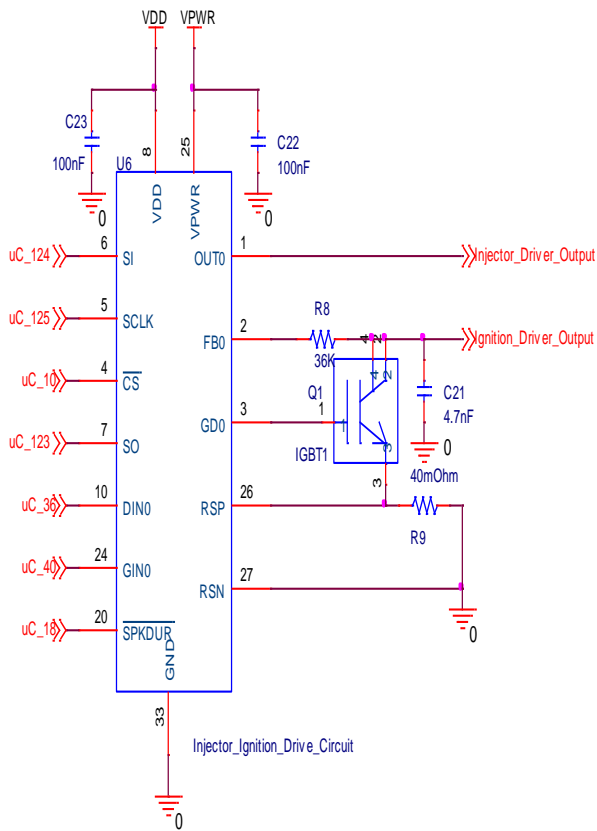 VDD VPWR
C23
100nF
C22
100nF
8
25
U6
0
0
VDD
VPWR
uC_124
6
SI
OUT0
1
Injector_Driver_Output
uC_125
5
SCLK
R8
36K
FB0
2
4
2
Ignition_Driver_Output
uC_10
4
CS
4
2
Q1
C21
4.7nF
uC_123
7
SO
GD0
3
1
1
0
IGBT1
3
40mOhm
3
uC_36
10
DIN0
RSP
26
R9
uC_40
24
GIN0
RSN
27
0
uC_18
20
SPKDUR
GND
33
Injector_Ignition_Drive_Circuit
0